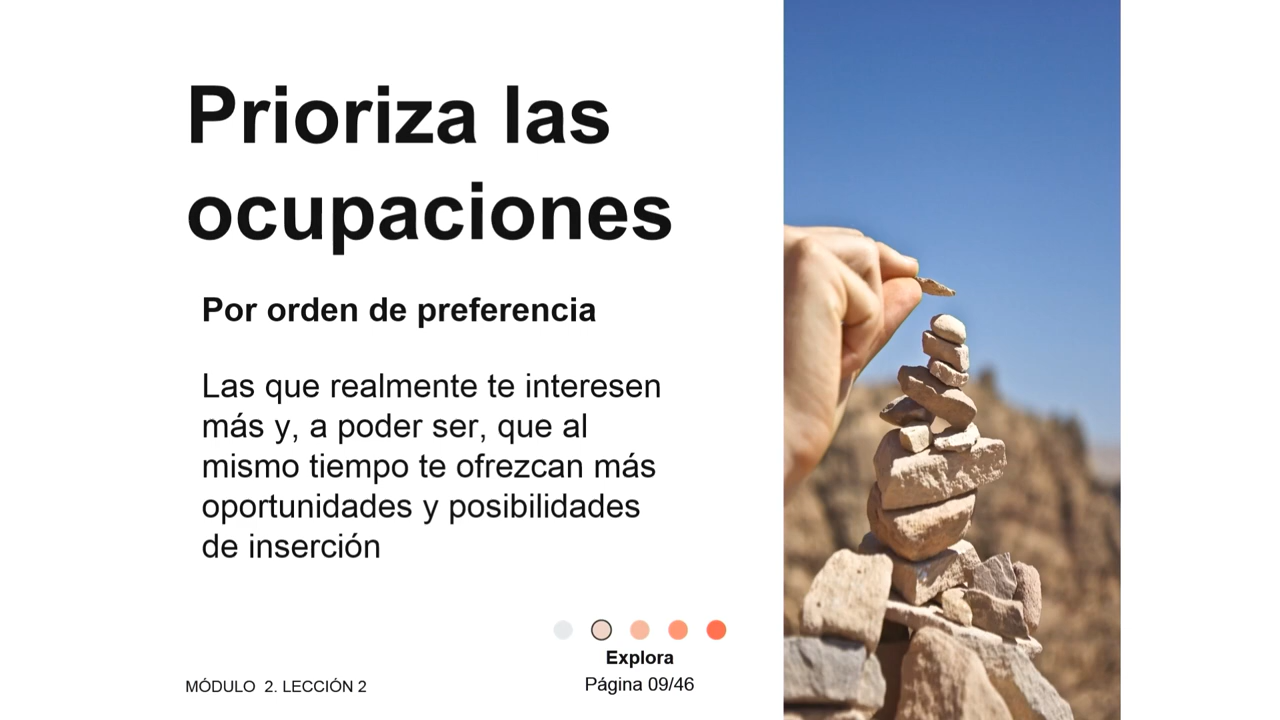 Prioriza las
ocupaciones
Por orden de preferencia
Las que realmente te interesen
más y, a poder ser, que al
mismo tiempo te ofrezcan más
oportunidades y posibilidades
de inserción
Explora
MÓDULO  2. LECCIÓN 2
Página 09/46